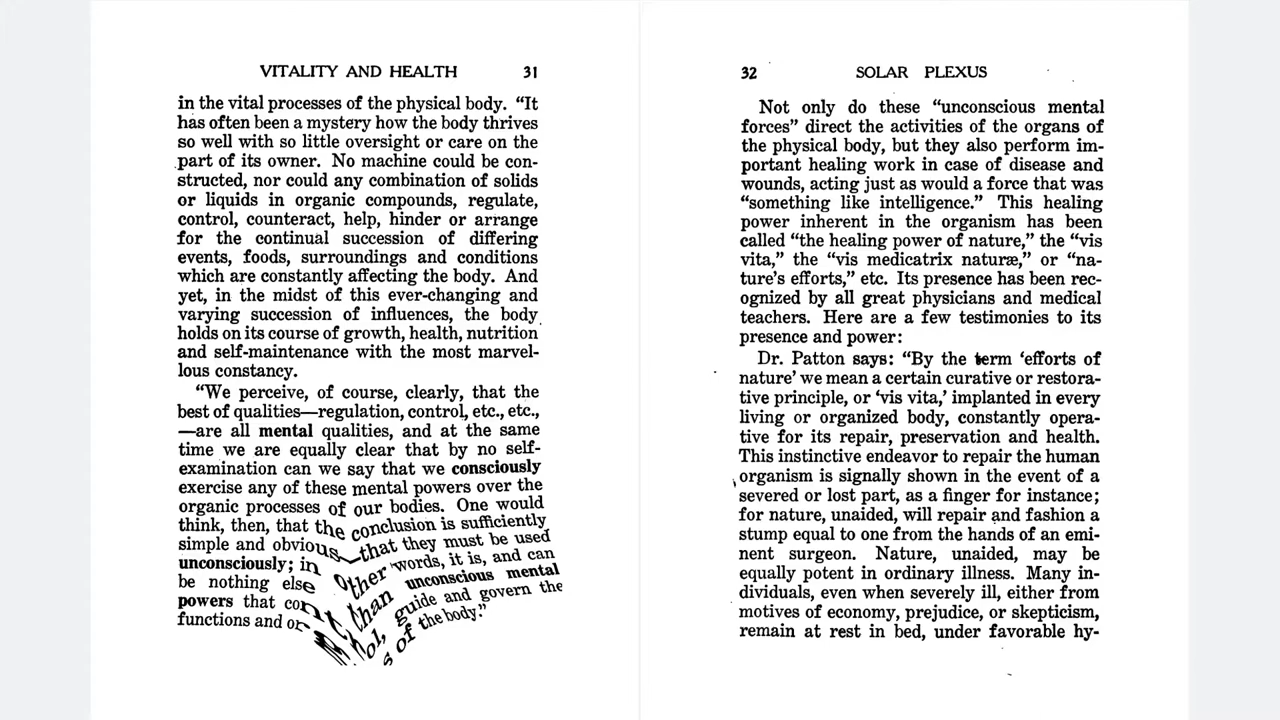 VITALITY AND HEALTH 31
in the vital processes of the physical body. “It
has often been a mystery how the body thrives
so well with so little oversight or care on the
part of its owner. No machine could be con-
structed, nor could any combination of solids
or liquids in organic compounds, regulate,
control, counteract, help, hinder or arrange
for the continual succession of differing
events, foods, surroundings and conditions
which are constantly affecting the body. And
yet, in the midst of this ever-changing and
varying succession of influences, the body
holds on its course of growth, health, nutrition
and self-maintenance with the most marvel-
lous constancy.
“We perceive, of course, clearly, that the
best of qualities—regulation, control, etc., etc.,
—are all mental qualities, and at the same
time we are equally clear that by no self-
examination can we say that we consciously
exercise any of these mental powers over the
organic processes of our bodies. One would
think, then, that the conclusion is sufficiently
simple and obvious—that they must be used
unconsciously; in other words, it is, and can
be nothing else than unconscious mental
powers that guide and govern the
functions and of the body.”
32 SOLAR PLEXUS
Not only do these “unconscious mental
forces” direct the activities of the organs of
the physical body, but they also perform im-
portant healing work in case of disease and
wounds, acting just as would a force that was
“something like intelligence.” This healing
power inherent in the organism has been
called “the healing power of nature,” the “vis
vita,” the “vis medicatrix naturæ,” or “na-
ture’s efforts,” etc. Its presence has been rec-
ognized by all great physicians and medical
teachers. Here are a few testimonies to its
presence and power:
Dr. Patton says: “By the term ‘efforts of
nature’ we mean a certain curative or restora-
tive principle, or ‘vis vita,’ implanted in every
living or organized body, constantly opera-
tive for its repair, preservation and health.
This instinctive endeavor to repair the human
organism is signally shown in the event of a
severed or lost part, as a finger for instance;
for nature, unaided, will repair and fashion a
stump equal to one from the hands of an emi-
nent surgeon. Nature, unaided, may be
equally potent in ordinary illness. Many in-
dividuals, even when severely ill, either from
motives of economy, prejudice, or skepticism,
remain at rest in bed, under favorable hy-